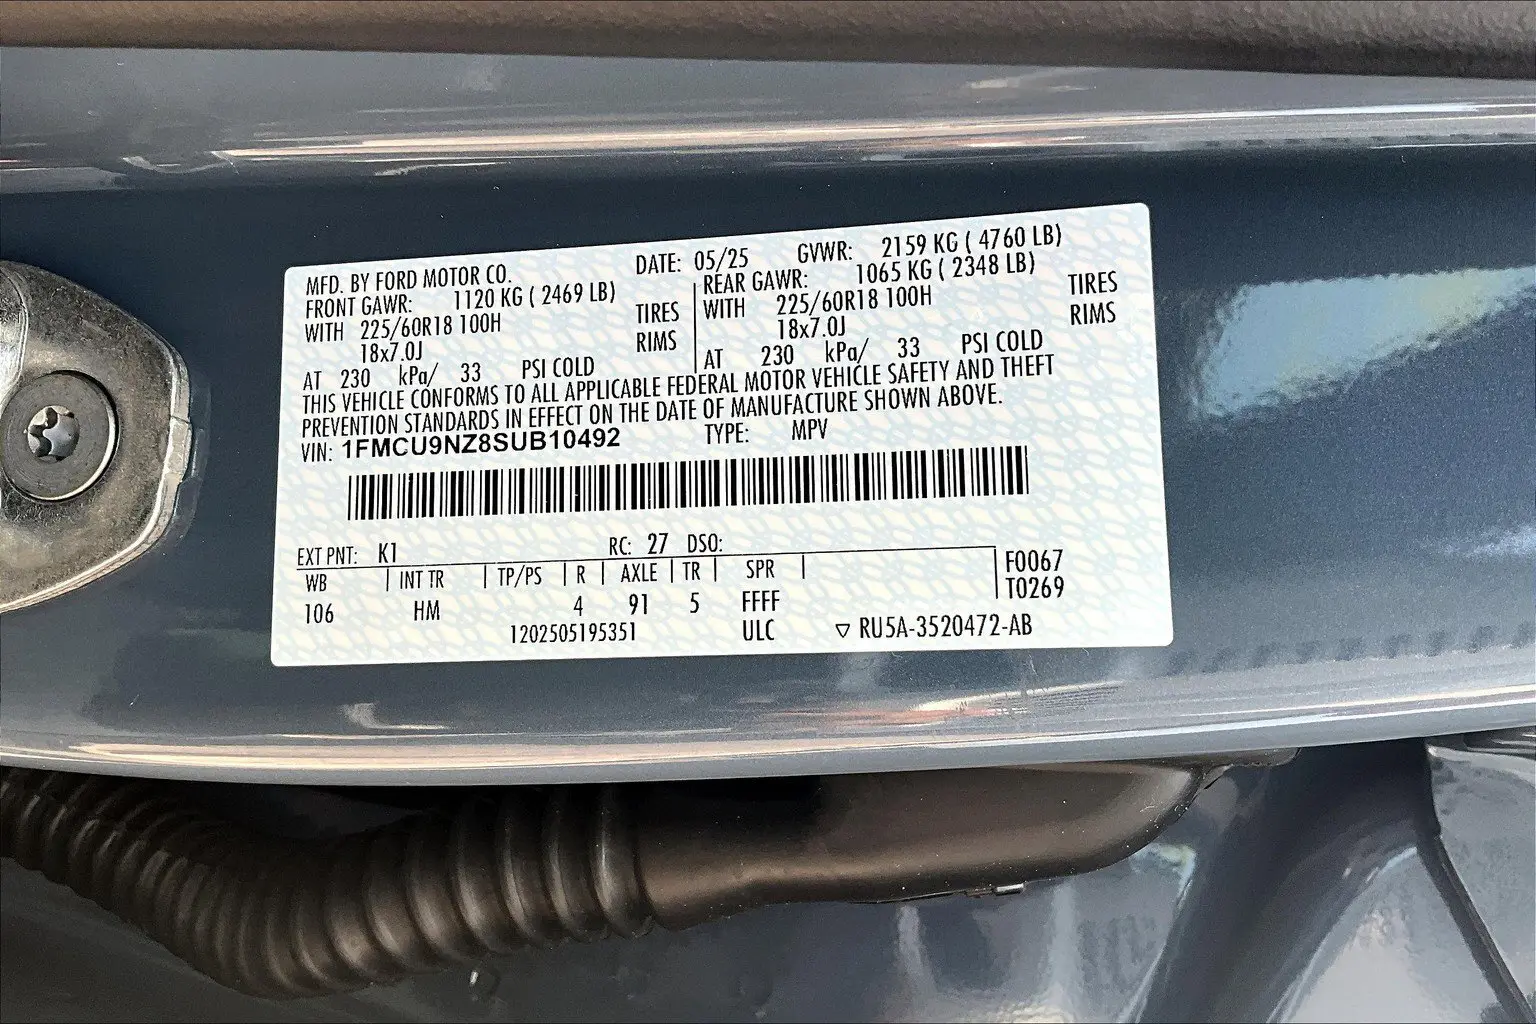 MFD. BY FORD MOTOR CO. DATE: 05/25 GVWR: 2159 KG ( 4760 LB)
FRONT GAWR: 1120 KG ( 2469 LB) REAR GAWR: 1065 KG ( 2348 LB)
WITH 225/60R18 100H TIRES WITH 225/60R18 100H TIRES
18x7.0J RIMS 18x7.0J RIMS
AT 230 kPa/ 33 PSI COLD AT 230 kPa/ 33 PSI COLD
THIS VEHICLE CONFORMS TO ALL APPLICABLE FEDERAL MOTOR VEHICLE SAFETY AND THEFT
PREVENTION STANDARDS IN EFFECT ON THE DATE OF MANUFACTURE SHOWN ABOVE.
VIN: 1FMCU9NZ8SUB10492 TYPE: MPV
EXT PNT: K1 RC: 27 DSO:
WB INT TR TP/PS R AXLE TR SPR F0067
106 HM 4 91 5 FFFF T0269
1202505195351 ULC ▽ RU5A-3520472-AB